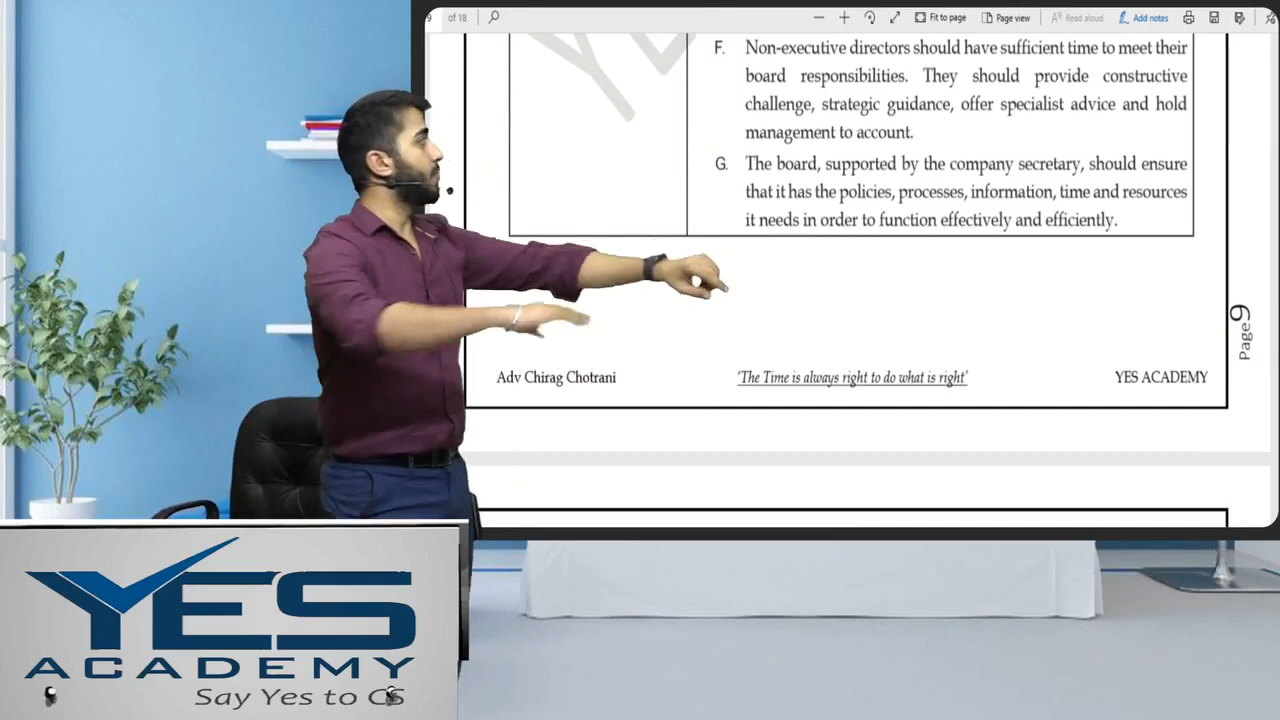 9 of 18
Fit to page
Page view
Read aloud
Add notes
F. Non-executive directors should have sufficient time to meet their
board responsibilities. They should provide constructive
challenge, strategic guidance, offer specialist advice and hold
management to account.
G. The board, supported by the company secretary, should ensure
that it has the policies, processes, information, time and resources
it needs in order to function effectively and efficiently.
Page9
Adv Chirag Chotrani
'The Time is always right to do what is right'
YES ACADEMY
YES
ACADEMY
Say Yes to CS